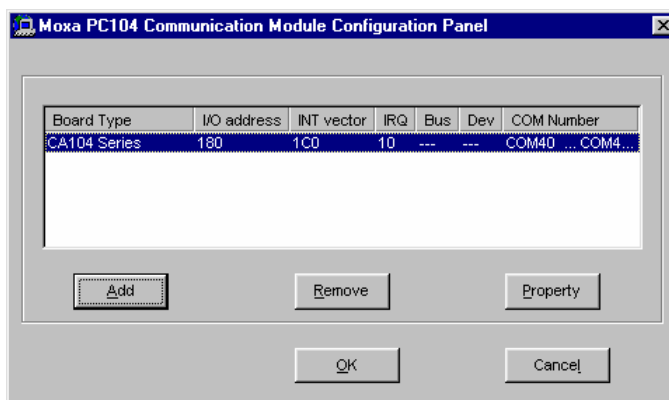 Moxa PC104 Communication Module Configuration Panel
Board Type I/O address INT vector IRQ Bus Dev COM Number
CA104 Series 180 1C0 10 --- --- COM40 ... COM4...
Add Remove Property
OK Cancel